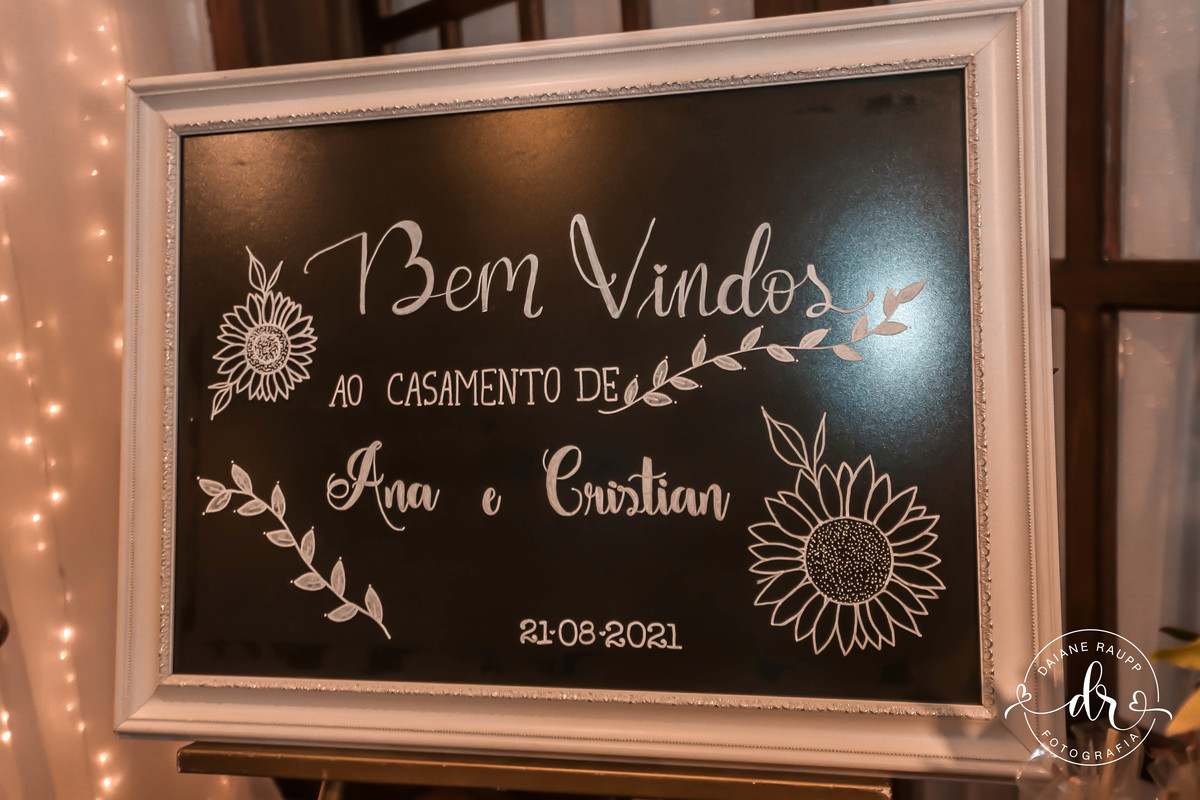 Bem Vindos
AO CASAMENTO DE
Ana e Cristian
21·08·2021
DAIANE RAUPP
dr
FOTOGRAFIA